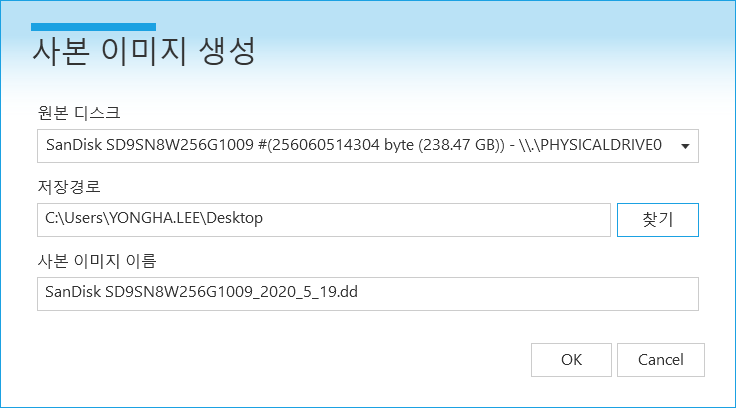 사본 이미지 생성
원본 디스크
SanDisk SD9SN8W256G1009 #(256060514304 byte (238.47 GB)) - \\.\PHYSICALDRIVE0
저장경로
C:\Users\YONGHA.LEE\Desktop
찾기
사본 이미지 이름
SanDisk SD9SN8W256G1009_2020_5_19.dd
OK
Cancel